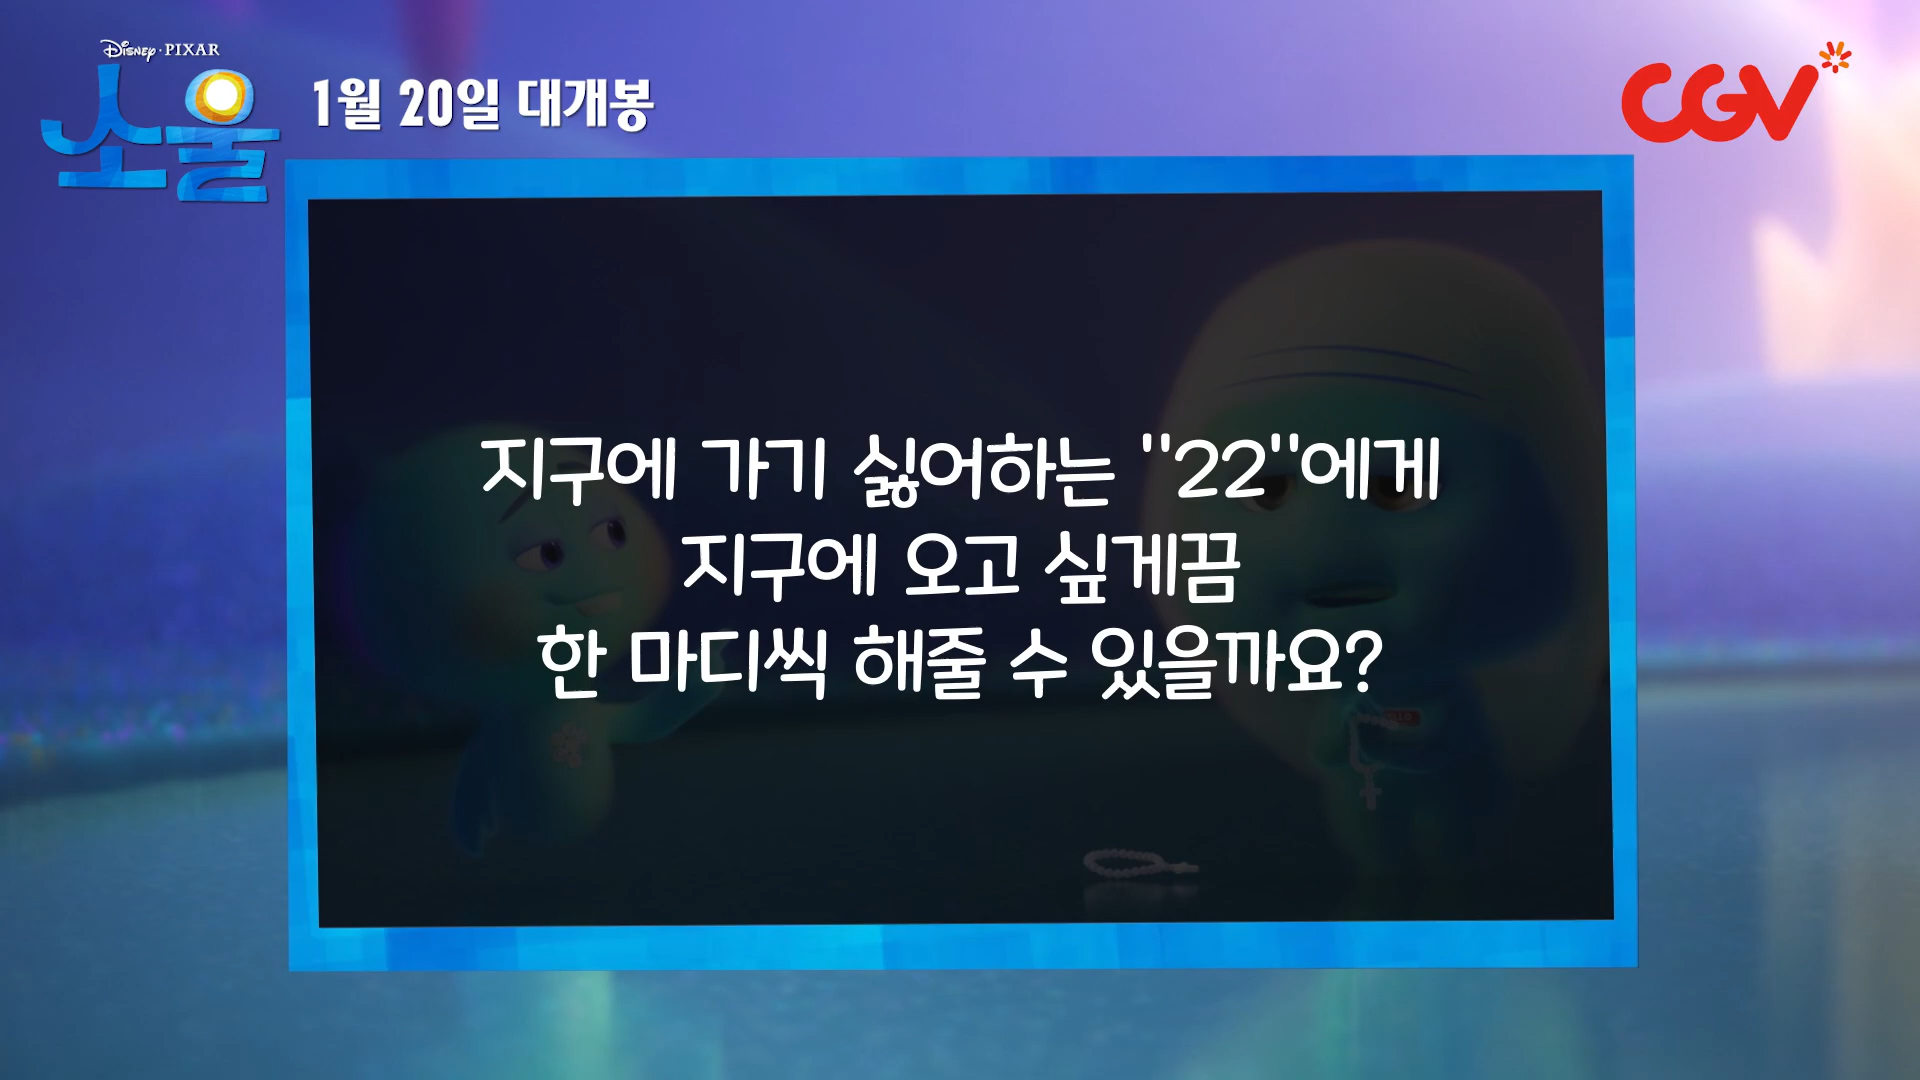 Disney·PIXAR
소울
1월 20일 대개봉
CGV
지구에 가기 싫어하는 "22"에게
지구에 오고 싶게끔
한 마디씩 해줄 수 있을까요?